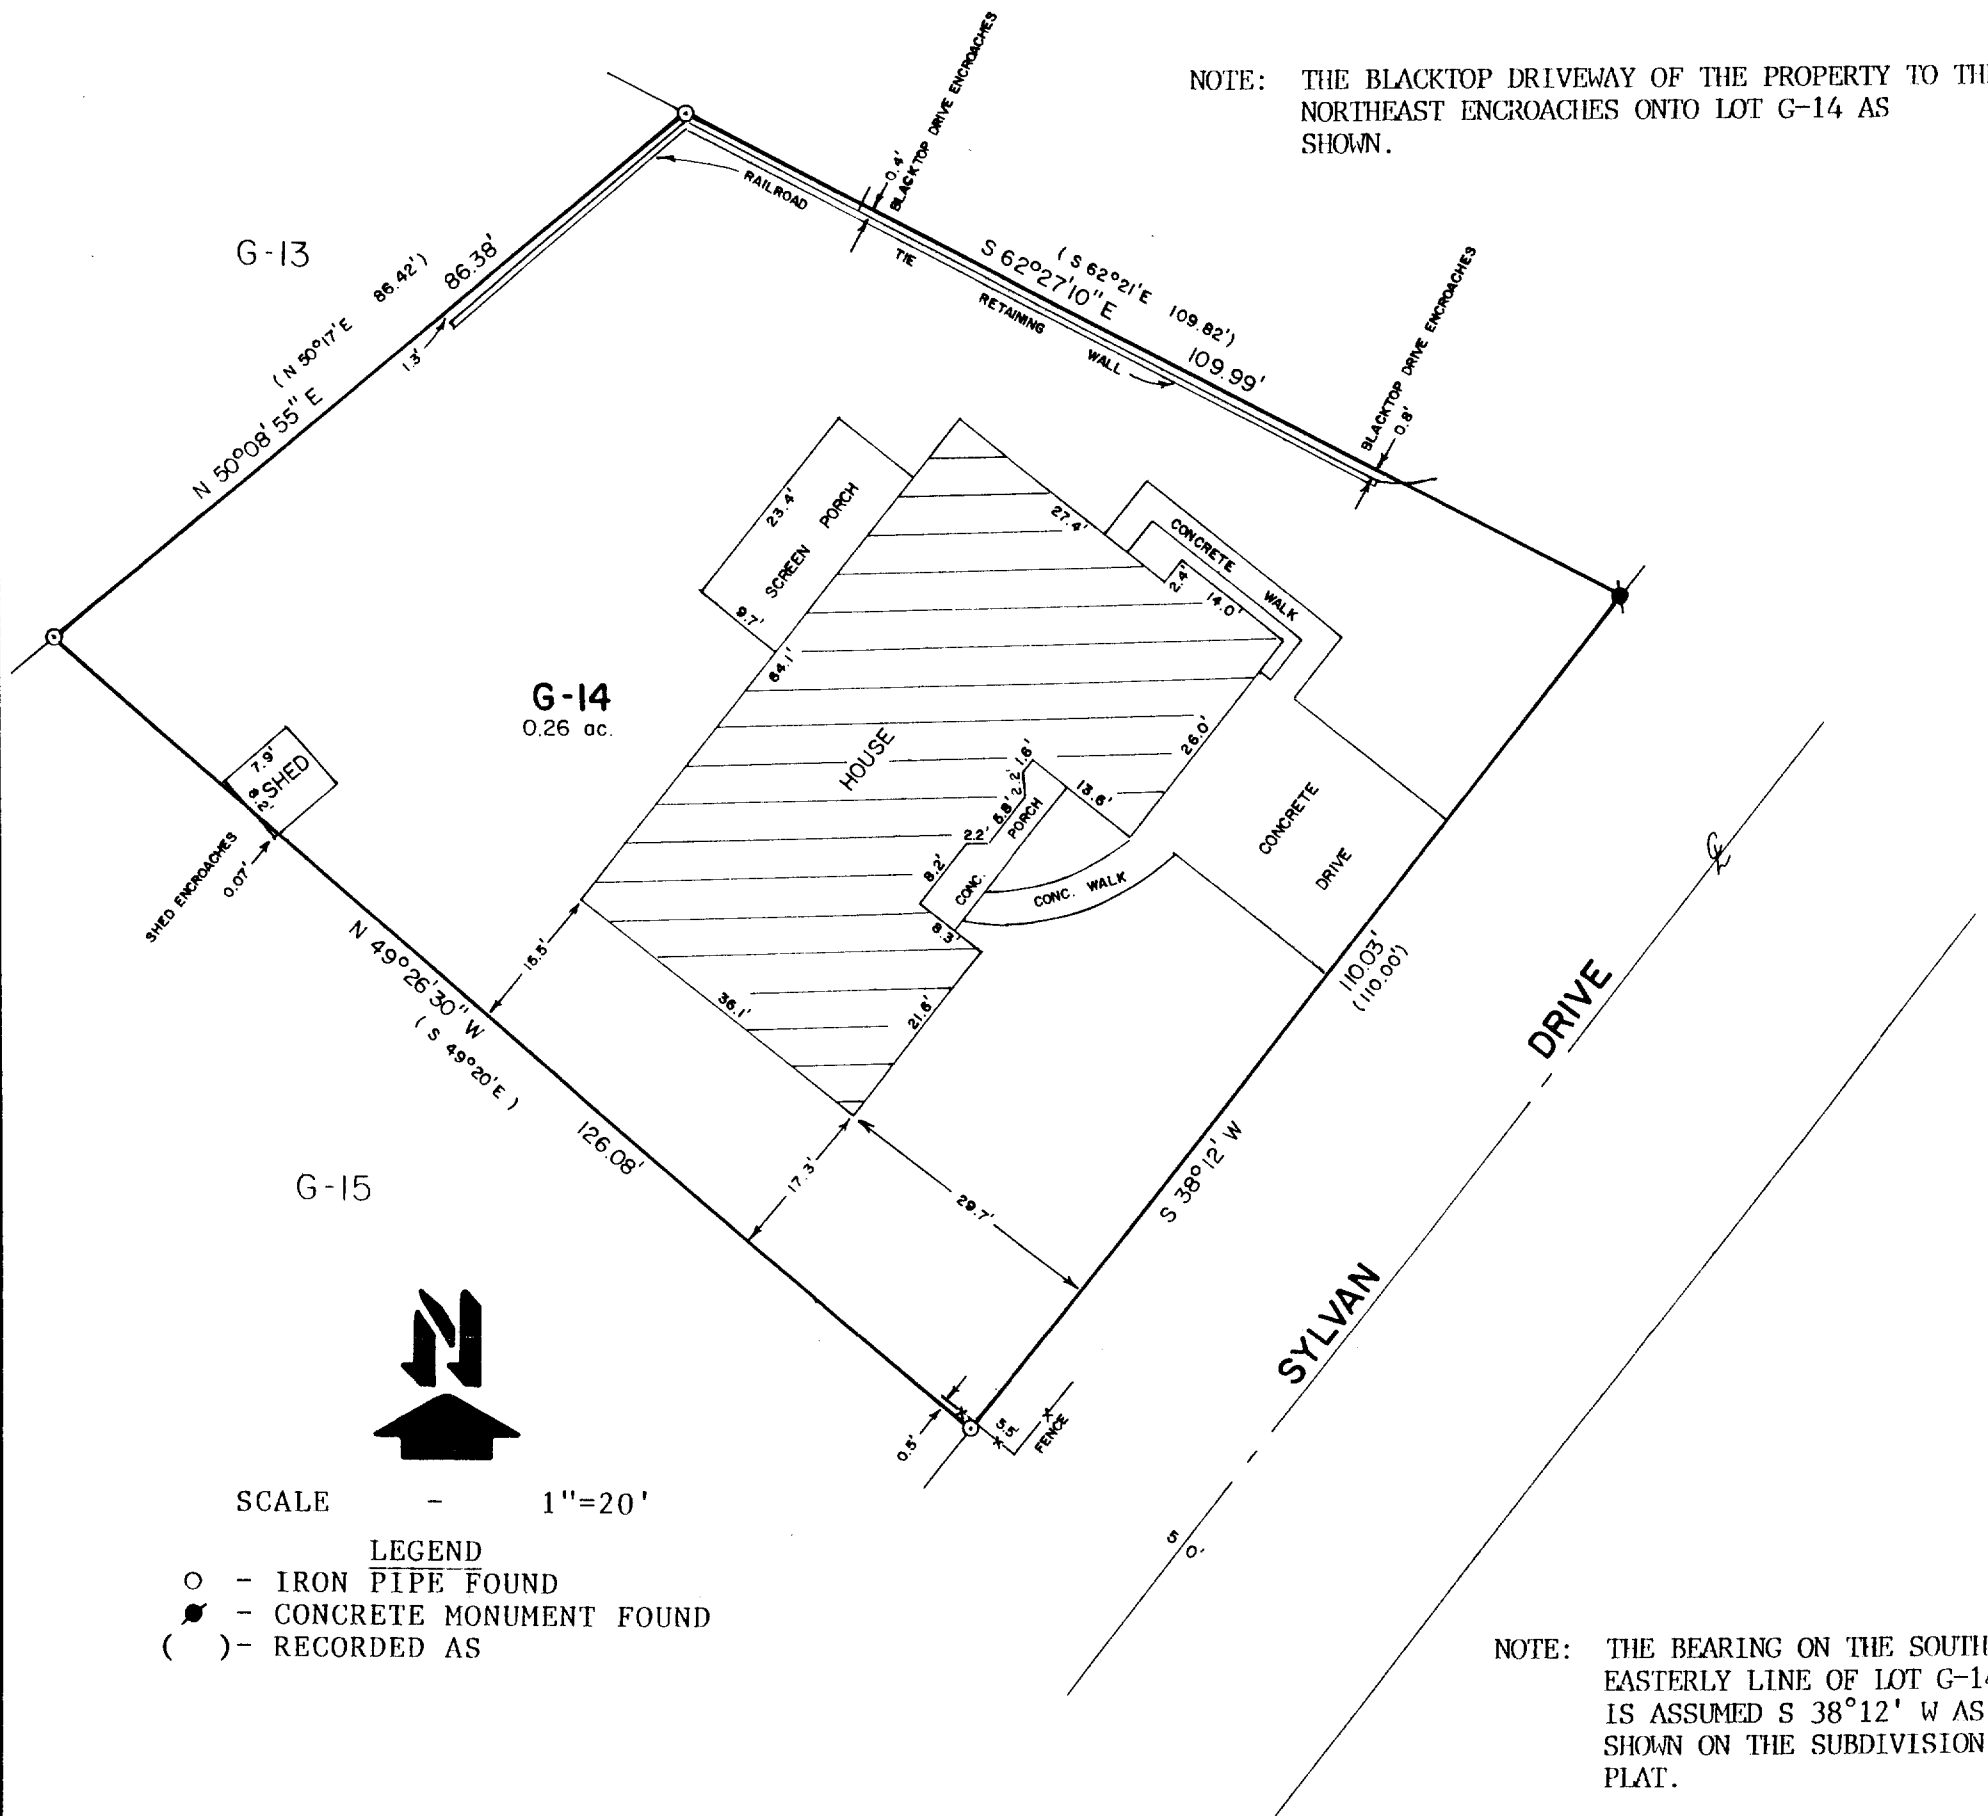 NOTE: THE BLACKTOP DRIVEWAY OF THE PROPERTY TO THE
NORTHEAST ENCROACHES ONTO LOT G-14 AS
SHOWN.
BLACKTOP DRIVE ENCROACHES
0.4'
RAILROAD
TIE
RETAINING
WALL
(S 62°21'E 109.82')
S 62°27'10" E 109.99'
BLACKTOP DRIVE ENCROACHES
0.8'
G-13
(N 50°17'E 86.42')
N 50°08'55" E 86.38'
1.3'
23.4'
SCREEN PORCH
9.7'
27.4'
CONCRETE WALK
2.4'
14.0'
64.1'
G-14
0.26 ac.
HOUSE
26.0'
1.6'
2.2'
5.8'
2.2'
8.2'
13.6'
CONC. PORCH
CONC. WALK
8.3'
CONCRETE
DRIVE
7.9'
SHED
8.2'
SHED ENCROACHES
0.07'
15.5'
36.1'
21.6'
N 49°26'30" W
(S 49°20'E)
126.08'
17.3'
29.7'
110.03'
(110.00')
S 38°12' W
G-15
SYLVAN DRIVE
℄
50'
0.5'
5.5'
X
X
X
FENCE
N
SCALE - 1"=20'
LEGEND
○ - IRON PIPE FOUND
- CONCRETE MONUMENT FOUND
( )- RECORDED AS
NOTE: THE BEARING ON THE SOUTH
EASTERLY LINE OF LOT G-14
IS ASSUMED S 38°12' W AS
SHOWN ON THE SUBDIVISION
PLAT.